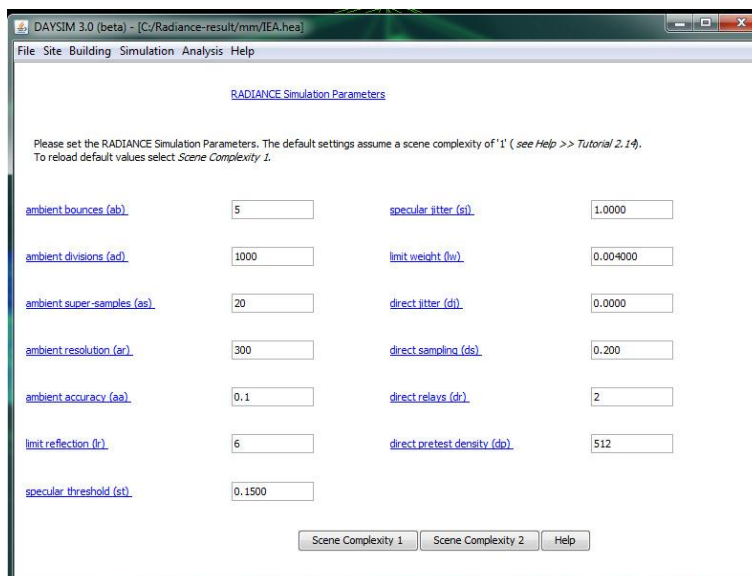 DAYSIM 3.0 (beta) - [C:/Radiance-result/mm/IEA.hea]
File Site Building Simulation Analysis Help
RADIANCE Simulation Parameters
Please set the RADIANCE Simulation Parameters. The default settings assume a scene complexity of '1' ( see Help >> Tutorial 2.14).
To reload default values select Scene Complexity 1.
ambient bounces (ab) 5 specular jitter (sj) 1.0000
ambient divisions (ad) 1000 limit weight (lw) 0.004000
ambient super-samples (as) 20 direct jitter (dj) 0.0000
ambient resolution (ar) 300 direct sampling (ds) 0.200
ambient accuracy (aa) 0.1 direct relays (dr) 2
limit reflection (lr) 6 direct pretest density (dp) 512
specular threshold (st) 0.1500
Scene Complexity 1 Scene Complexity 2 Help